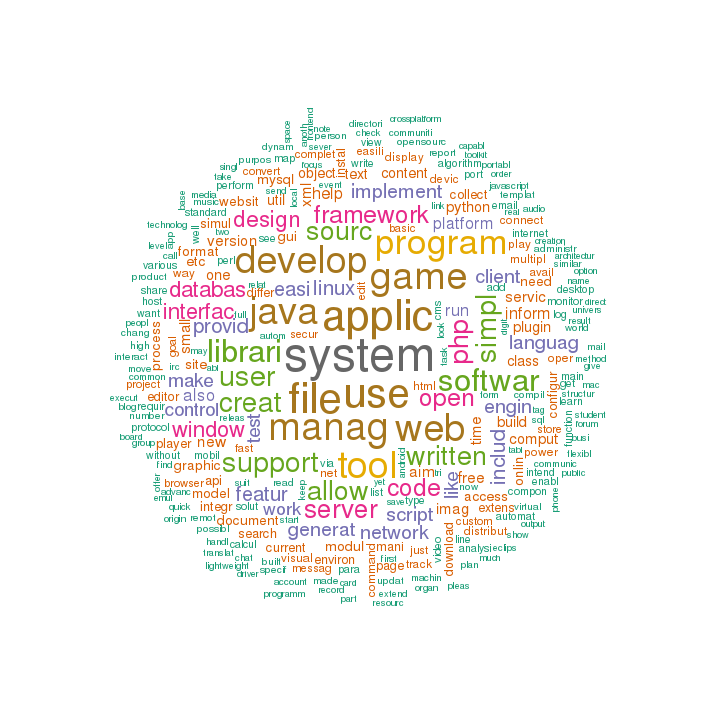 crossplatform
directori
check
communiti
person
view
opensourc
space
anoth
frontend
note
sever
dynam
easili
display
report
capabl
toolkit
purpos
map
complet
instal
write
algorithm
portabl
singl
convert
focus
object
text
content
devic
port
order
take
perform
mysql
send
event
xml
help
implement
collect
python
javascript
templat
media
music
websit
util
local
link
email
real
audio
base
standard
design
framework
platform
connect
technolog
simul
two
sourc
basic
internet
creation
administr
level
app
well
version
gui
see
program
play
architectur
call
format
perl
develop
game
client
multipl
similar
various
etc
relat
edit
avail
option
product
way
one
differ
easi
linux
add
servic
need
desktop
name
share
databas
java
applic
cms
run
simpl
monitor
direct
host
interfac
full
php
inform
log
univers
want
small
provid
secur
look
digit
plugin
result
world
peopl
process
autom
languag
chang
goal
librari
system
task
class
oper
mail
high
may
site
method
interact
irc
abl
user
html
softwar
configur
give
move
make
file
use
open
form
compil
main
mac
common
also
creat
engin
get
structur
project
editor
control
releas
tag
build
learn
student
execut
blog
requir
test
manag
web
time
sql
store
function
forum
number
new
comput
busi
protocol
player
fast
written
tabl
onlin
power
flexibl
board
group
without
mobil
support
via
tool
android
aim
tri
includ
communic
public
find
graphic
net
like
free
intend
offer
browser
api
suit
read
allow
yet
code
access
enabl
phone
emul
advanc
model
featur
keep
list
save
type
compon
virtual
quick
integr
solut
work
server
script
imag
extens
output
origin
remot
document
start
custom
possibl
search
generat
network
distribut
show
handl
calcul
current
modul
mani
just
video
download
line
analysi
eclips
translat
chat
visual
environ
command
first
page
track
much
lightweight
built
messag
para
machin
plan
driver
specif
updat
account
made
card
organ
pleas
programm
record
extend
part
resourc